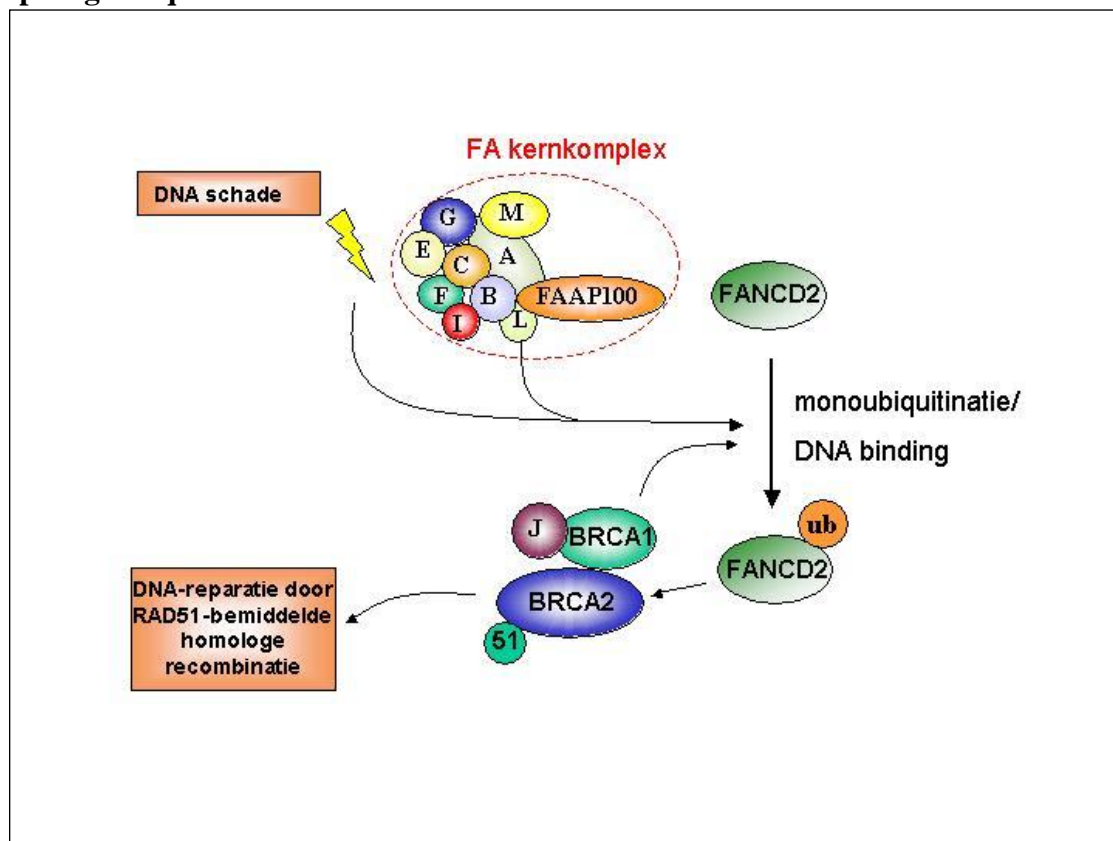 FA kernkomplex
DNA schade
G
M
E
C
A
F
B
FAAP100
I
L
FANCD2
monoubiquitinatie/
DNA binding
J
BRCA1
ub
FANCD2
BRCA2
51
DNA-reparatie door
RAD51-bemiddelde
homologe
recombinatie